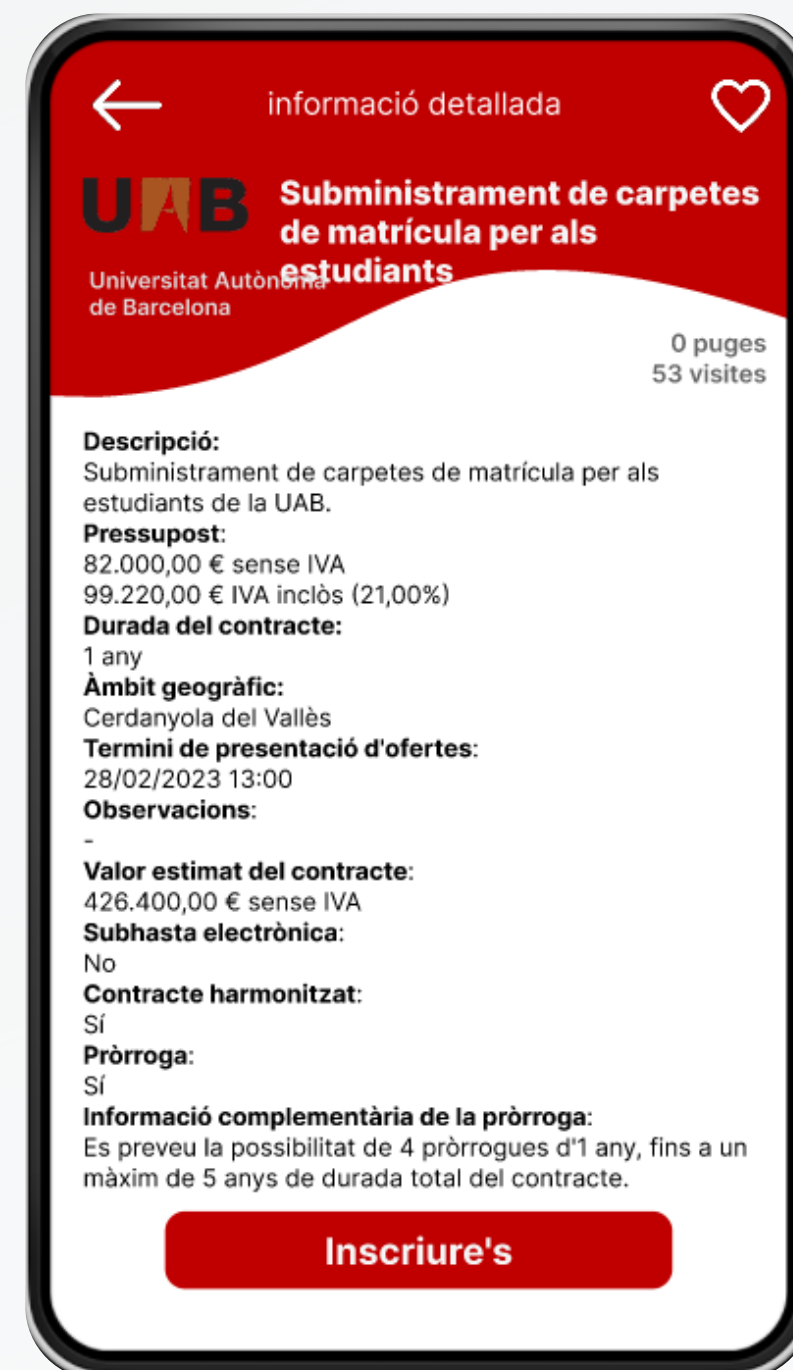 informació detallada
UAB
Subministrament de carpetes
de matrícula per als
estudiants
Universitat Autònoma
de Barcelona
0 puges
53 visites
Descripció:
Subministrament de carpetes de matrícula per als
estudiants de la UAB.
Pressupost:
82.000,00 € sense IVA
99.220,00 € IVA inclòs (21,00%)
Durada del contracte:
1 any
Àmbit geogràfic:
Cerdanyola del Vallès
Termini de presentació d'ofertes:
28/02/2023 13:00
Observacions:
-
Valor estimat del contracte:
426.400,00 € sense IVA
Subhasta electrònica:
No
Contracte harmonitzat:
Sí
Pròrroga:
Sí
Informació complementària de la pròrroga:
Es preveu la possibilitat de 4 pròrrogues d'1 any, fins a un
màxim de 5 anys de durada total del contracte.
Inscriure's